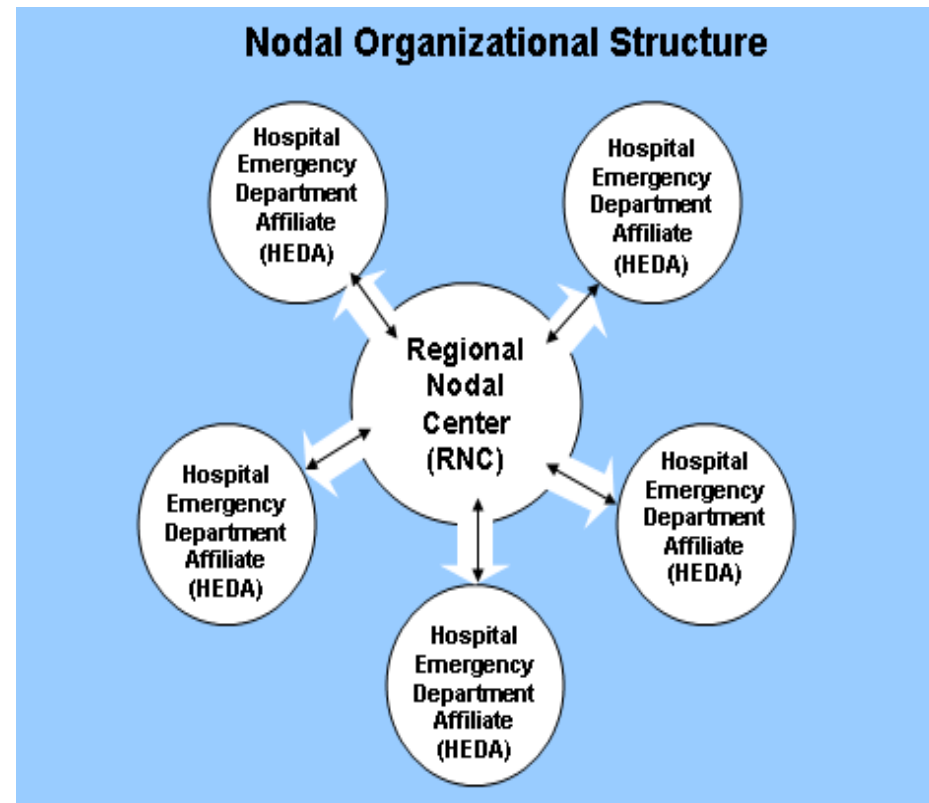 Nodal Organizational Structure
Hospital
Emergency
Department
Affiliate
(HEDA)
Hospital
Emergency
Department
Affiliate
(HEDA)
Regional
Nodal
Center
(RNC)
Hospital
Emergency
Department
Affiliate
(HEDA)
Hospital
Emergency
Department
Affiliate
(HEDA)
Hospital
Emergency
Department
Affiliate
(HEDA)